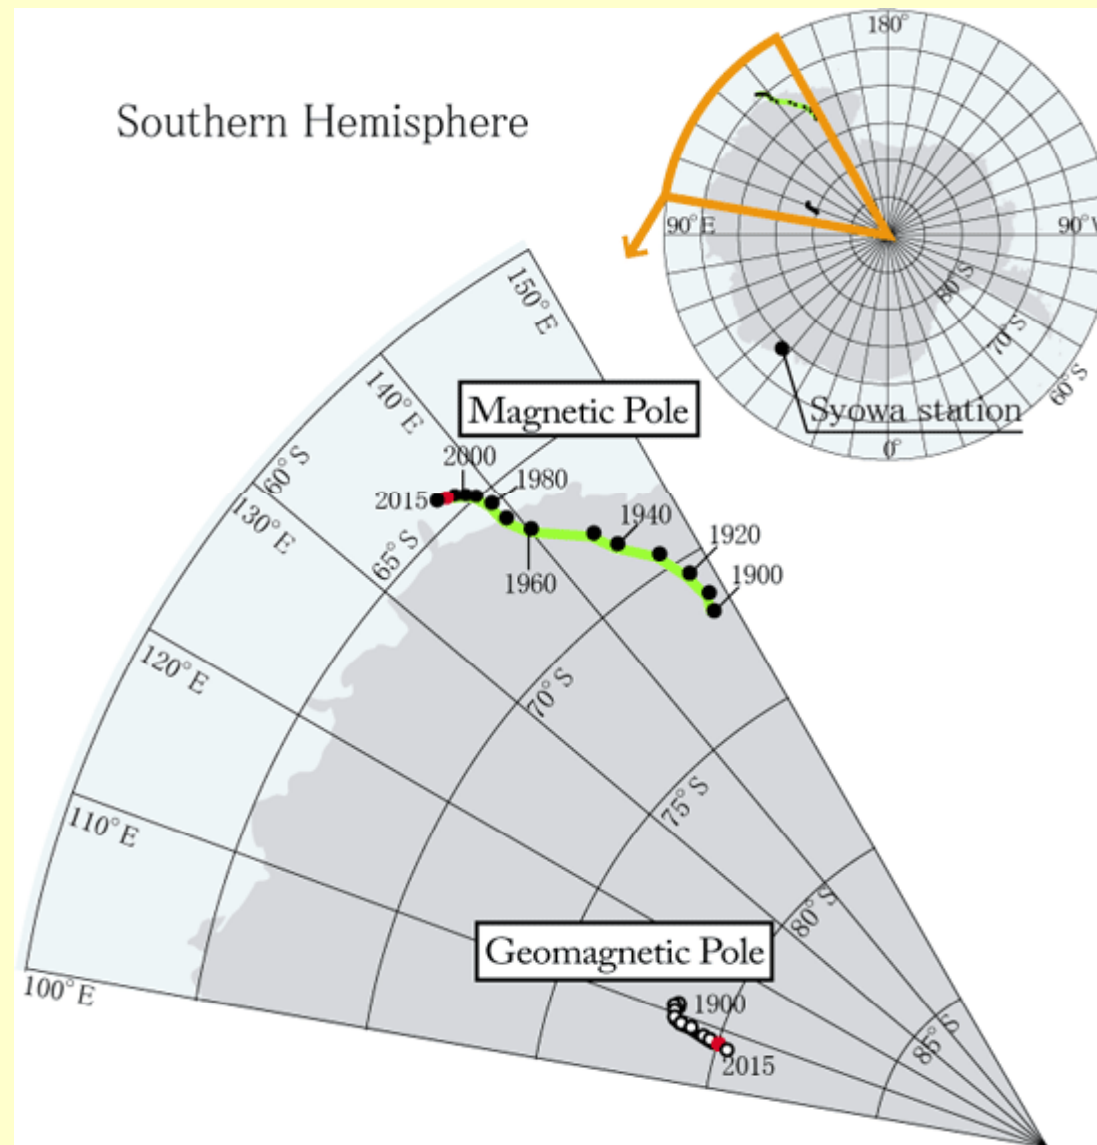 180°
Southern Hemisphere
90°E
90°W
80°S
70°S
60°S
Syowa station
0°
150°E
140°E
Magnetic Pole
60°S
2000
1980
2015
130°E
1940
65°S
1920
1960
1900
120°E
70°S
75°S
110°E
80°S
Geomagnetic Pole
100°E
1900
85°S
2015